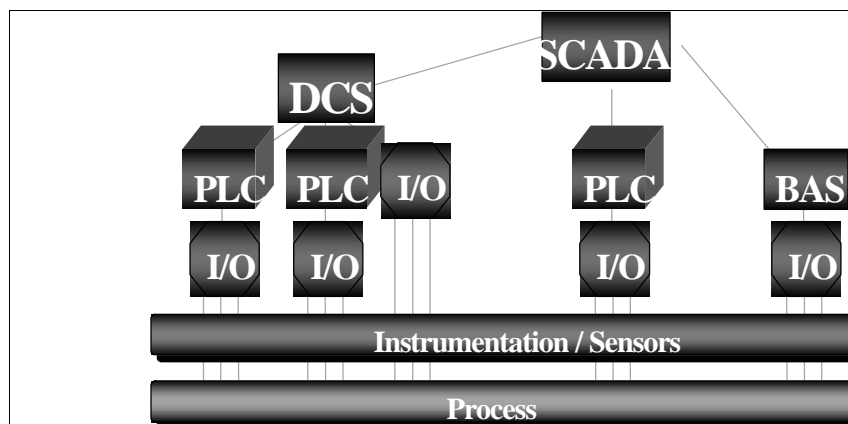 SCADA
DCS
PLC PLC I/O PLC BAS
I/O I/O I/O I/O
Instrumentation / Sensors
Process